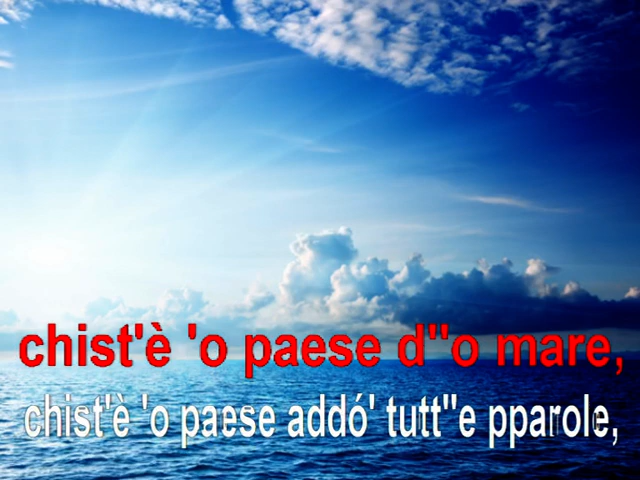 chist'è 'o paese d''o mare,
chist'è 'o paese addó' tutt''e pparole,